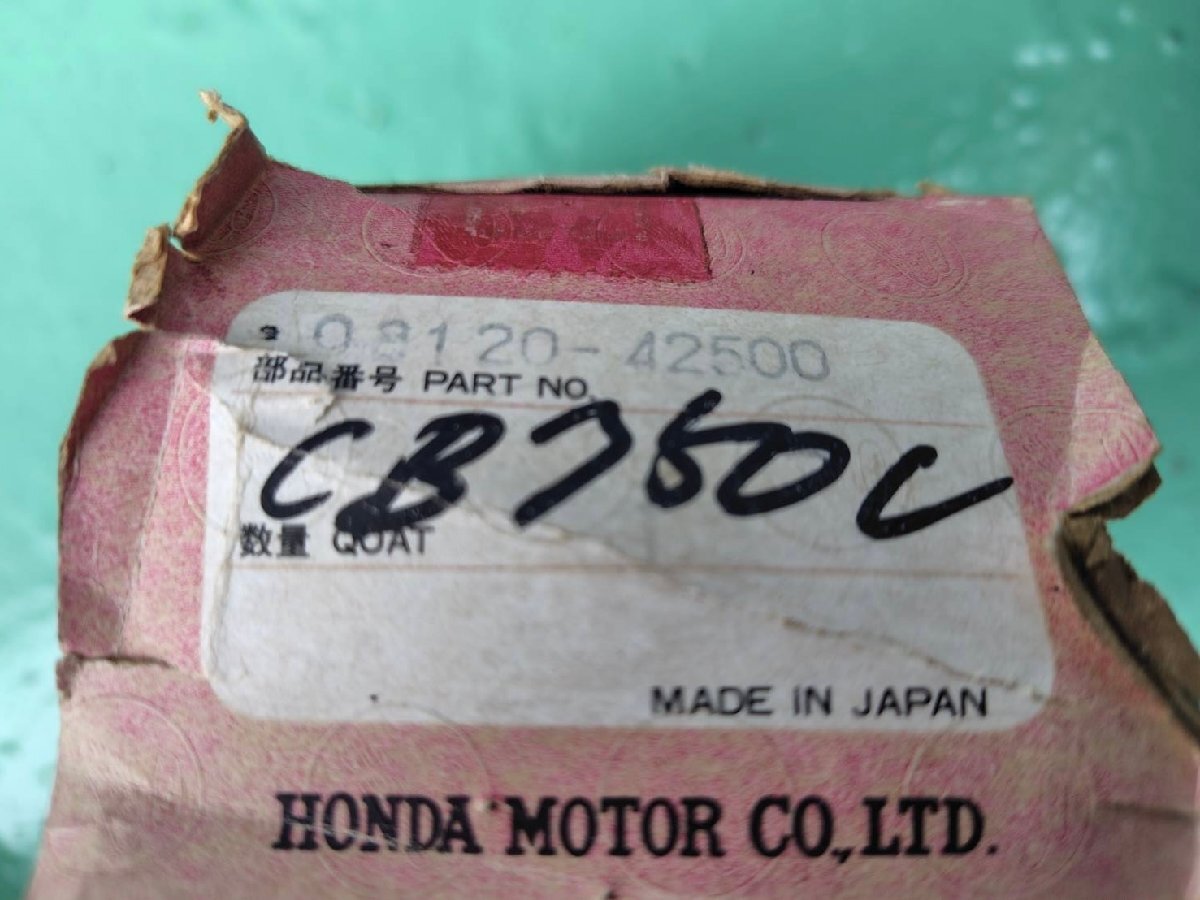 08120-42500
部品番号 PART NO.
CB750C
数量 QUAT
MADE IN JAPAN
HONDA MOTOR CO.,LTD.